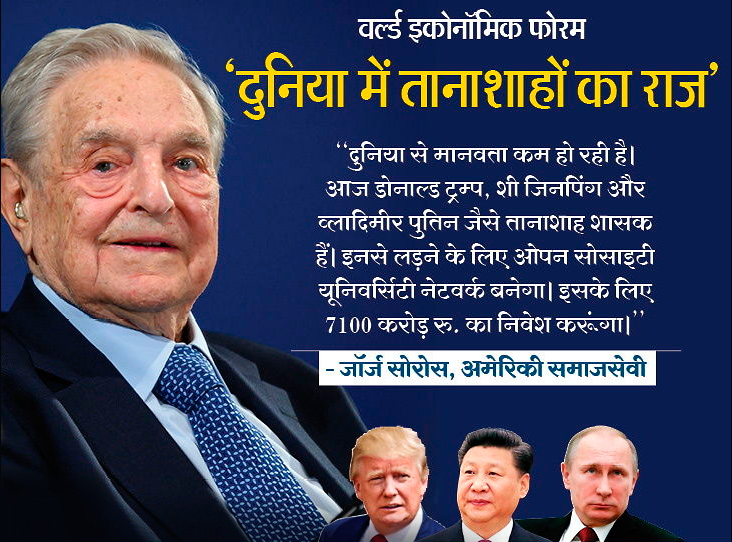 वर्ल्ड इकोनॉमिक फोरम
‘दुनिया में तानाशाहों का राज’
‘‘दुनिया से मानवता कम हो रही है।
आज डोनाल्ड ट्रम्प, शी जिनपिंग और
व्लादिमीर पुतिन जैसे तानाशाह शासक
हैं। इनसे लड़ने के लिए ओपन सोसाइटी
यूनिवर्सिटी नेटवर्क बनेगा। इसके लिए
7100 करोड़ रु. का निवेश करूंगा।’’
- जॉर्ज सोरोस, अमेरिकी समाजसेवी